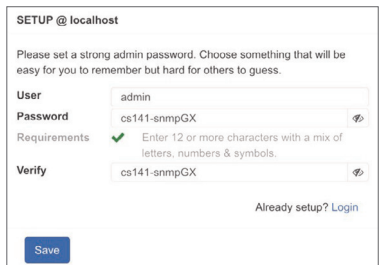 SETUP @ localhost
Please set a strong admin password. Choose something that will be
easy for you to remember but hard for others to guess.
User admin
Password cs141-snmpGX
Requirements ✔ Enter 12 or more characters with a mix of
letters, numbers & symbols.
Verify cs141-snmpGX
Already setup? Login
Save